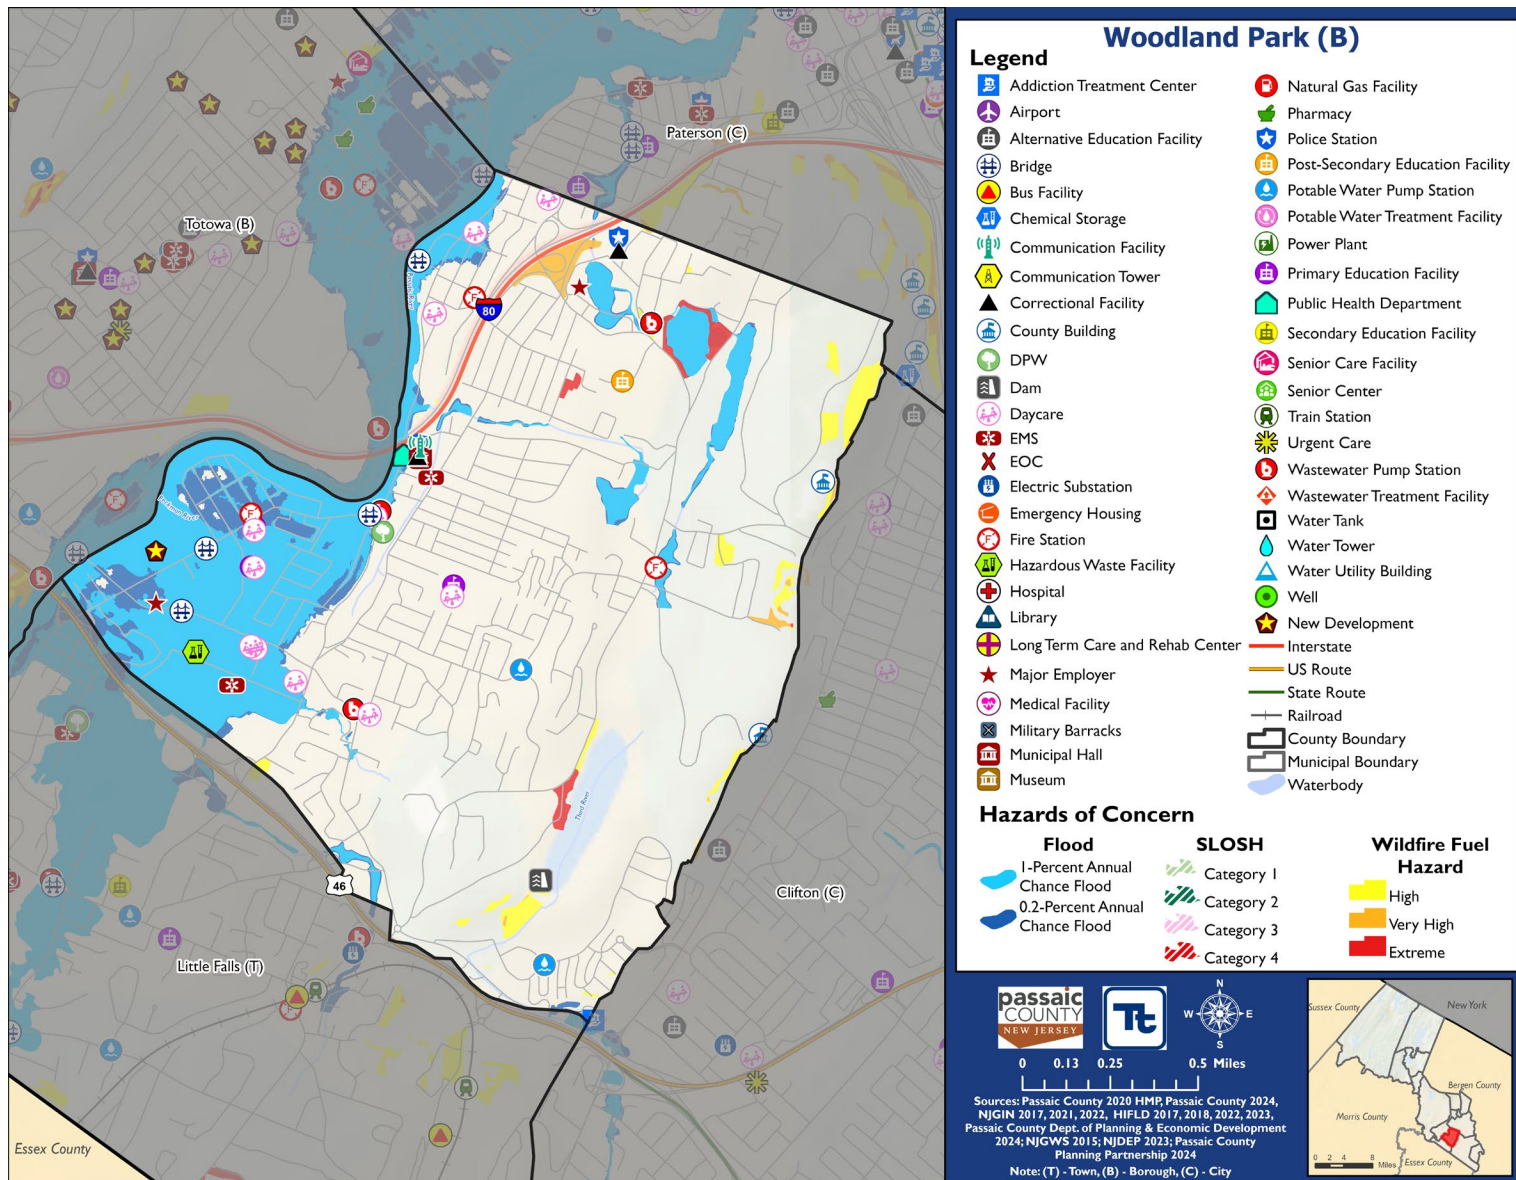 Woodland Park (B)
Legend
Addiction Treatment Center
Airport
Alternative Education Facility
Bridge
Bus Facility
Chemical Storage
Communication Facility
Communication Tower
Correctional Facility
County Building
DPW
Dam
Daycare
EMS
EOC
Electric Substation
Emergency Housing
Fire Station
Hazardous Waste Facility
Hospital
Library
Long Term Care and Rehab Center
Major Employer
Medical Facility
Military Barracks
Municipal Hall
Museum
Natural Gas Facility
Pharmacy
Police Station
Post-Secondary Education Facility
Potable Water Pump Station
Potable Water Treatment Facility
Power Plant
Primary Education Facility
Public Health Department
Secondary Education Facility
Senior Care Facility
Senior Center
Train Station
Urgent Care
Wastewater Pump Station
Wastewater Treatment Facility
Water Tank
Water Tower
Water Utility Building
Well
New Development
Interstate
US Route
State Route
Railroad
County Boundary
Municipal Boundary
Waterbody
Hazards of Concern
Flood
1-Percent Annual
Chance Flood
0.2-Percent Annual
Chance Flood
SLOSH
Category 1
Category 2
Category 3
Category 4
Wildfire Fuel
Hazard
High
Very High
Extreme
passaic
COUNTY
NEW JERSEY
Tt
N
W E
S
0 0.13 0.25 0.5 Miles
Sources: Passaic County 2020 HMP, Passaic County 2024,
NJGIN 2017, 2021, 2022, HIFLD 2017, 2018, 2022, 2023,
Passaic County Dept. of Planning & Economic Development
2024; NJGWS 2015; NJDEP 2023; Passaic County
Planning Partnership 2024
Note: (T) - Town, (B) - Borough, (C) - City
Sussex County
New York
Bergen County
Morris County
Essex County
0 2 4 8
Miles
Paterson (C)
Totowa (B)
Passaic River
80
Peckman River
Third River
46
Clifton (C)
Little Falls (T)
Essex County